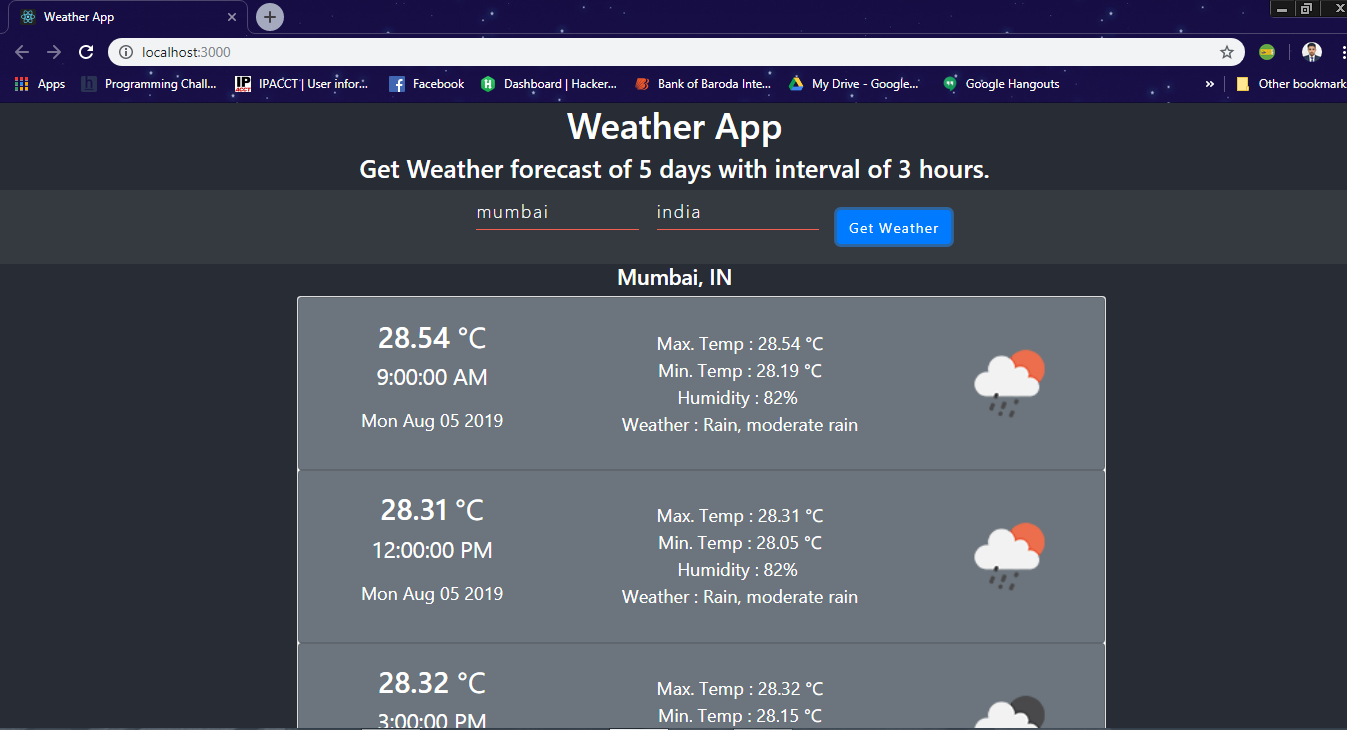 Weather App
localhost:3000
Apps Programming Chall... IPACCT | User infor... Facebook Dashboard | Hacker... Bank of Baroda Inte... My Drive - Google... Google Hangouts » Other bookmark
Weather App
Get Weather forecast of 5 days with interval of 3 hours.
mumbai india Get Weather
Mumbai, IN
28.54 °C
9:00:00 AM
Mon Aug 05 2019
Max. Temp : 28.54 °C
Min. Temp : 28.19 °C
Humidity : 82%
Weather : Rain, moderate rain
28.31 °C
12:00:00 PM
Mon Aug 05 2019
Max. Temp : 28.31 °C
Min. Temp : 28.05 °C
Humidity : 82%
Weather : Rain, moderate rain
28.32 °C
3:00:00 PM
Max. Temp : 28.32 °C
Min. Temp : 28.15 °C